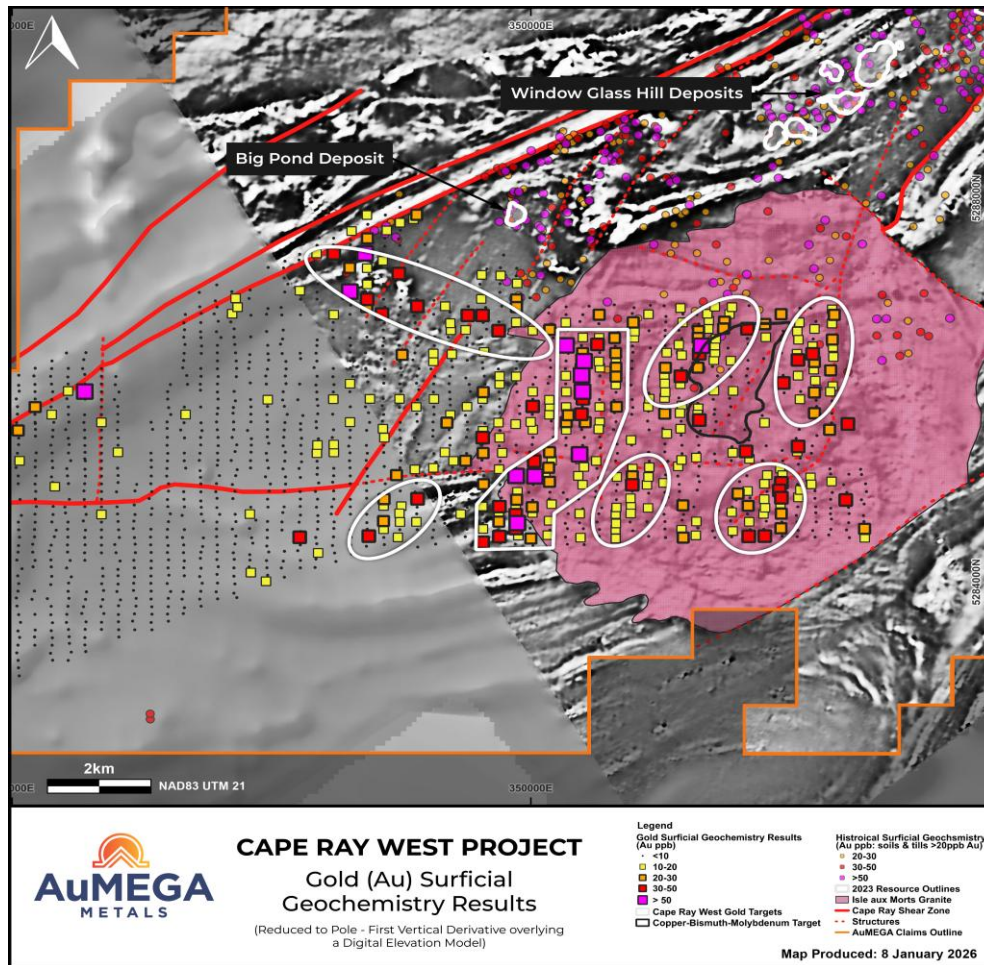 350000E
Window Glass Hill Deposits
Big Pond Deposit
5288000N
5284000N
2km
NAD83 UTM 21
350000E
AuMEGA
METALS
CAPE RAY WEST PROJECT
Gold (Au) Surficial
Geochemistry Results
(Reduced to Pole - First Vertical Derivative overlying
a Digital Elevation Model)
Legend
Gold Surficial Geochemistry Results
(Au ppb)
<10
10-20
20-30
30-50
> 50
Cape Ray West Gold Targets
Copper-Bismuth-Molybdenum Target
Histroical Surficial Geochsmistry
(Au ppb: soils & tills >20ppb Au)
20-30
30-50
>50
2023 Resource Outlines
Isle aux Morts Granite
Cape Ray Shear Zone
Structures
AuMEGA Claims Outline
Map Produced: 8 January 2026